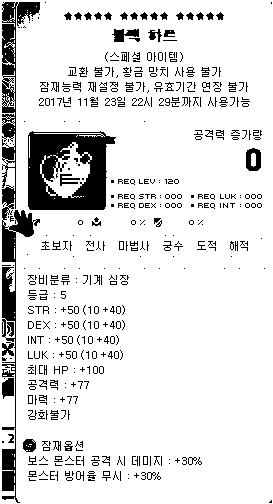 ★★★★★ ★★★★★ ★★★★★
블랙 하트
(스페셜 아이템)
교환 불가, 황금 망치 사용 불가
잠재능력 재설정 불가, 유효기간 연장 불가
2017년 11월 23일 22시 29분까지 사용가능
공격력 증가량
0
REQ LEV : 120
REQ STR : 000
REQ LUK : 000
REQ DEX : 000
REQ INT : 000
0
0%
0%
초보자 전사 마법사 궁수 도적 해적
장비분류 : 기계 심장
등급 : 5
STR : +50 (10 +40)
DEX : +50 (10 +40)
INT : +50 (10 +40)
LUK : +50 (10 +40)
최대 HP : +100
공격력 : +77
마력 : +77
강화불가
잠재옵션
보스 몬스터 공격 시 데미지 : +30%
몬스터 방어율 무시 : +30%